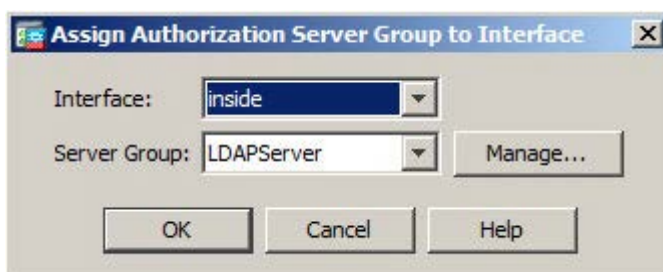 Assign Authorization Server Group to Interface
Interface: inside
Server Group: LDAPServer Manage...
OK Cancel Help